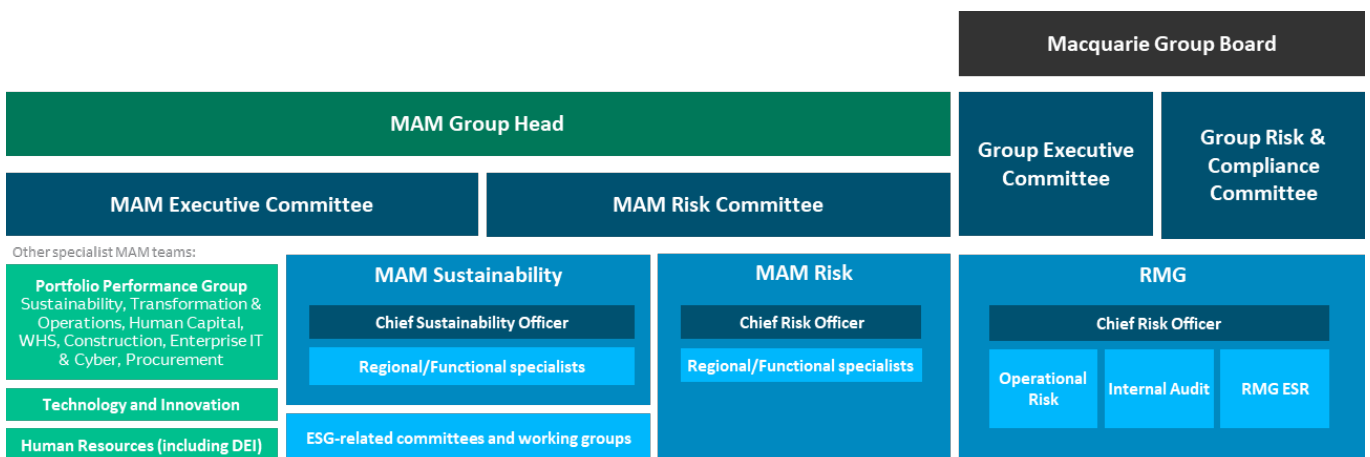 Macquarie Group Board
MAM Group Head
Group Executive
Committee
Group Risk &
Compliance
Committee
MAM Executive Committee
MAM Risk Committee
Other specialist MAM teams:
Portfolio Performance Group
Sustainability, Transformation &
Operations, Human Capital,
WHS, Construction, Enterprise IT
& Cyber, Procurement
Technology and Innovation
Human Resources (including DEI)
MAM Sustainability
Chief Sustainability Officer
Regional/Functional specialists
ESG-related committees and working groups
MAM Risk
Chief Risk Officer
Regional/Functional specialists
RMG
Chief Risk Officer
Operational
Risk
Internal Audit
RMG ESR